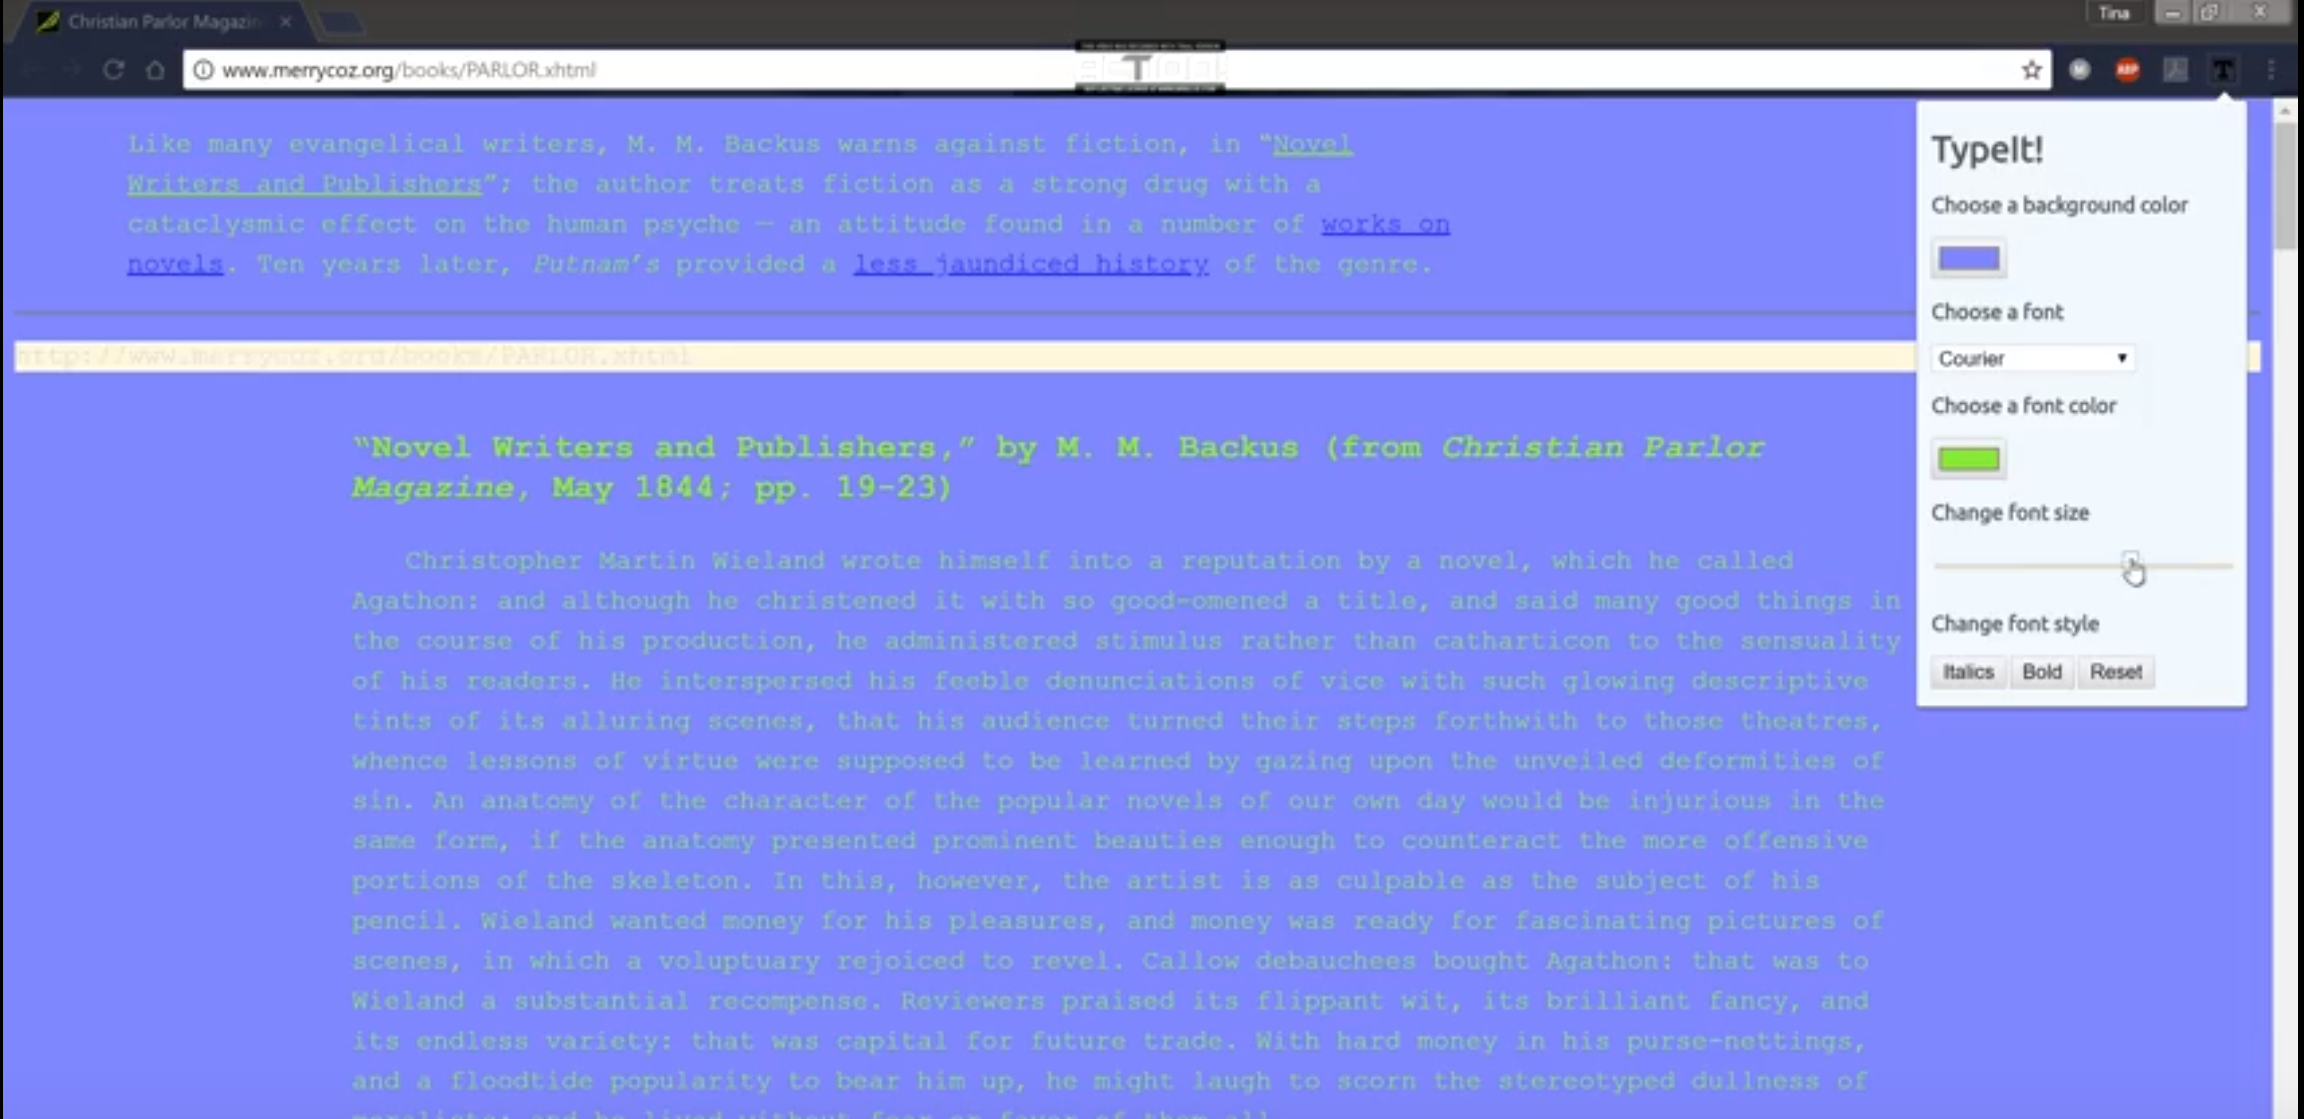 Christian Parlor Magazin
Tina
www.merrycoz.org/books/PARLOR.xhtml
T
ABP
T
Like many evangelical writers, M. M. Backus warns against fiction, in “Novel
Writers and Publishers”; the author treats fiction as a strong drug with a
cataclysmic effect on the human psyche — an attitude found in a number of works on
novels. Ten years later, Putnam’s provided a less jaundiced history of the genre.
http://www.merrycoz.org/books/PARLOR.xhtml
“Novel Writers and Publishers,” by M. M. Backus (from Christian Parlor
Magazine, May 1844; pp. 19-23)
Christopher Martin Wieland wrote himself into a reputation by a novel, which he called
Agathon: and although he christened it with so good-omened a title, and said many good things in
the course of his production, he administered stimulus rather than catharticon to the sensuality
of his readers. He interspersed his feeble denunciations of vice with such glowing descriptive
tints of its alluring scenes, that his audience turned their steps forthwith to those theatres,
whence lessons of virtue were supposed to be learned by gazing upon the unveiled deformities of
sin. An anatomy of the character of the popular novels of our own day would be injurious in the
same form, if the anatomy presented prominent beauties enough to counteract the more offensive
portions of the skeleton. In this, however, the artist is as culpable as the subject of his
pencil. Wieland wanted money for his pleasures, and money was ready for fascinating pictures of
scenes, in which a voluptuary rejoiced to revel. Callow debauchees bought Agathon: that was to
Wieland a substantial recompense. Reviewers praised its flippant wit, its brilliant fancy, and
its endless variety: that was capital for future trade. With hard money in his purse-nettings,
and a floodtide popularity to bear him up, he might laugh to scorn the stereotyped dullness of
TypeIt!
Choose a background color
Choose a font
Courier
Choose a font color
Change font size
Change font style
Italics Bold Reset